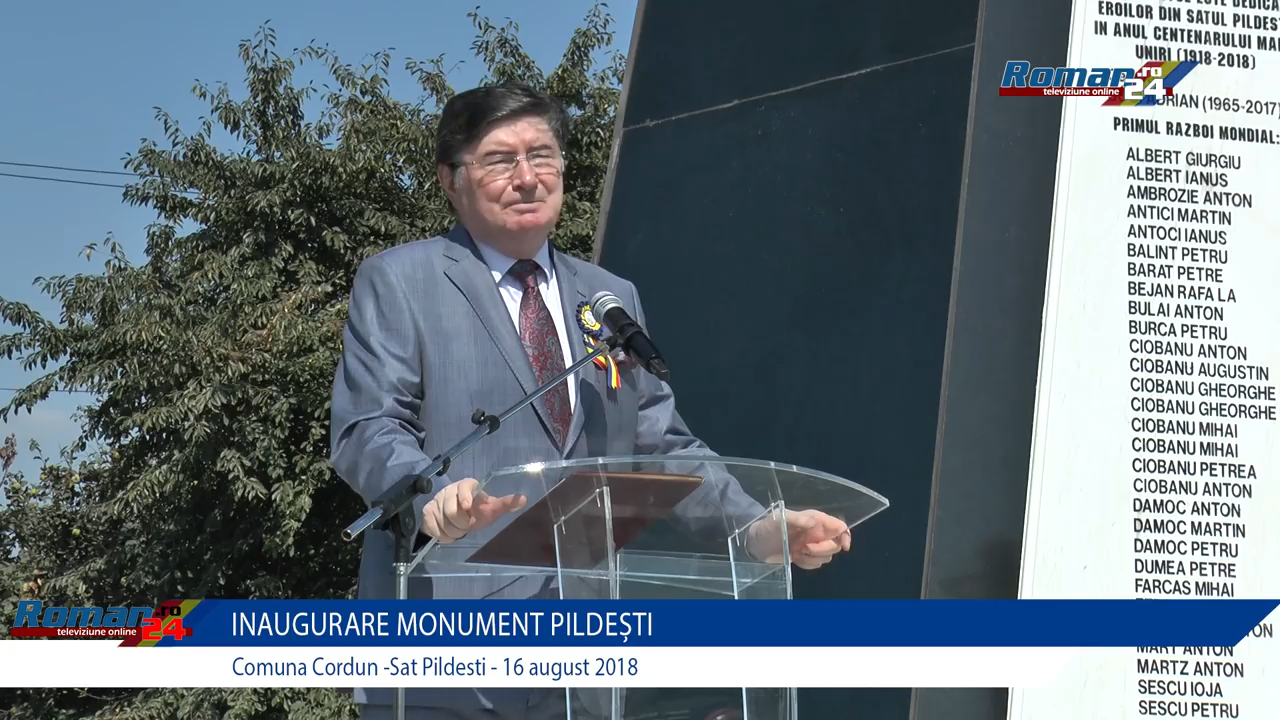 EROILOR DIN SATUL PILDEST
IN ANUL CENTENARULUI MA
UNIRI (1918-2018)
Roman.ro
televiziune online 24
ORIAN (1965-2017)
PRIMUL RAZBOI MONDIAL:
ALBERT GIURGIU
ALBERT IANUS
AMBROZIE ANTON
ANTICI MARTIN
ANTOCI IANUS
BALINT PETRU
BARAT PETRE
BEJAN RAFA LA
BULAI ANTON
BURCA PETRU
CIOBANU ANTON
CIOBANU AUGUSTIN
CIOBANU GHEORGHE
CIOBANU GHEORGHE
CIOBANU MIHAI
CIOBANU MIHAI
CIOBANU PETREA
CIOBANU ANTON
DAMOC ANTON
DAMOC MARTIN
DAMOC PETRU
DUMEA PETRE
FARCAS MIHAI
Roman.ro
televiziune online 24
INAUGURARE MONUMENT PILDEȘTI
Comuna Cordun -Sat Pildesti - 16 august 2018
MART ANTON
MARTZ ANTON
SESCU IOJA
SESCU PETRU